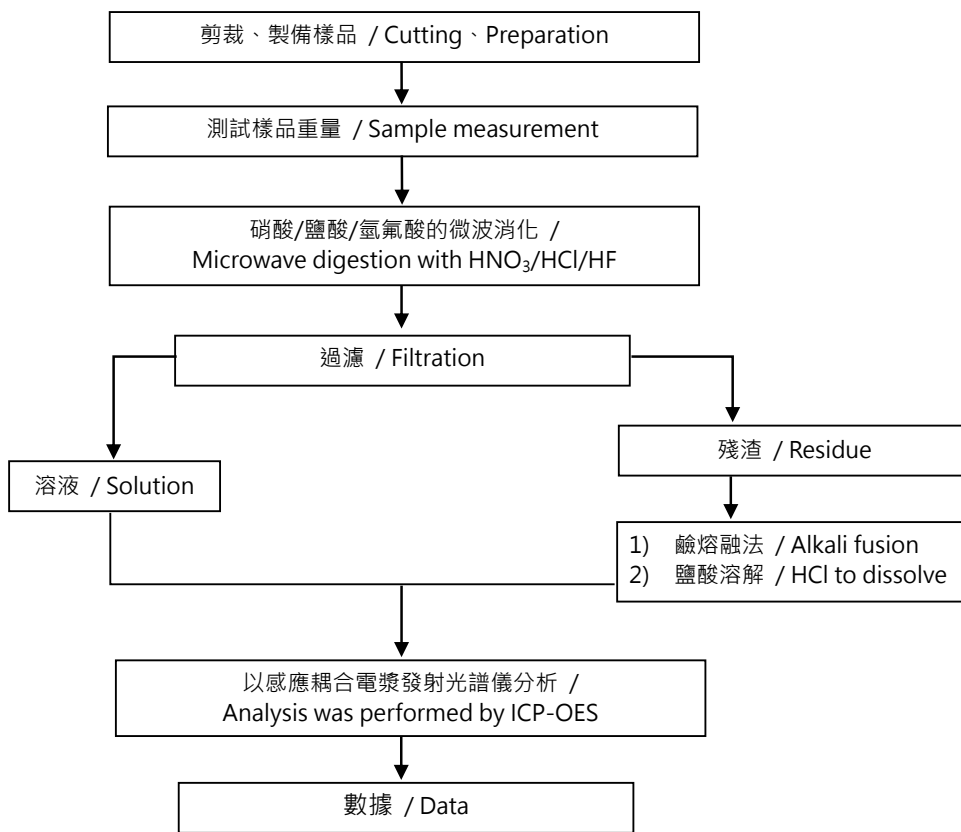 剪裁、製備樣品 / Cutting、Preparation
測試樣品重量 / Sample measurement
硝酸/鹽酸/氫氟酸的微波消化 /
Microwave digestion with HNO₃/HCl/HF
過濾 / Filtration
溶液 / Solution
殘渣 / Residue
1) 鹼熔融法 / Alkali fusion
2) 鹽酸溶解 / HCl to dissolve
以感應耦合電漿發射光譜儀分析 /
Analysis was performed by ICP-OES
數據 / Data